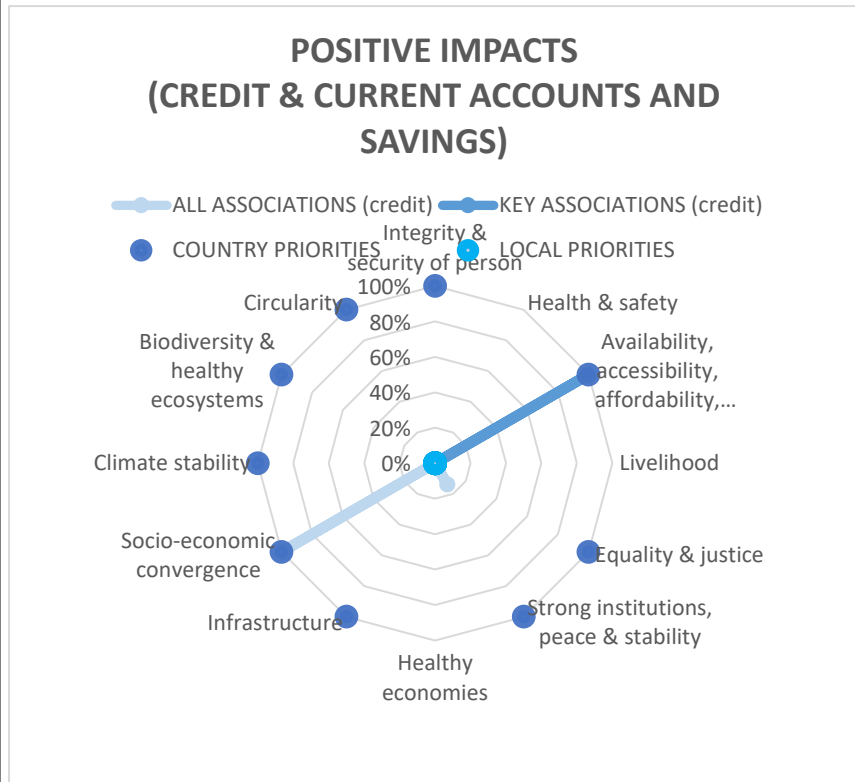 POSITIVE IMPACTS
(CREDIT & CURRENT ACCOUNTS AND
SAVINGS)
ALL ASSOCIATIONS (credit)
KEY ASSOCIATIONS (credit)
COUNTRY PRIORITIES
LOCAL PRIORITIES
Integrity &
security of person
Health & safety
Availability,
accessibility,
affordability,...
Livelihood
Equality & justice
Strong institutions,
peace & stability
Healthy
economies
Infrastructure
Socio-economic
convergence
Climate stability
Biodiversity &
healthy
ecosystems
Circularity
100%
80%
60%
40%
20%
0%